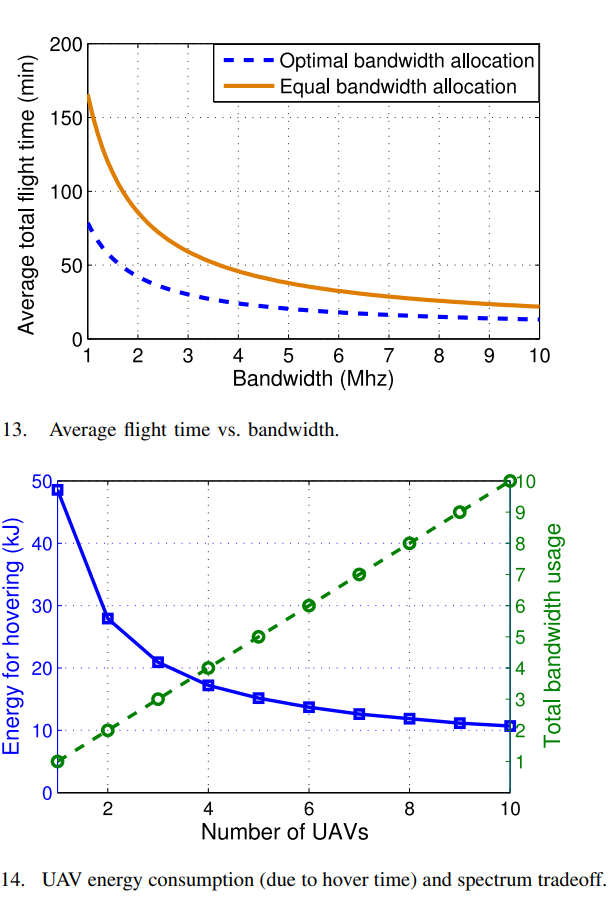 200
150
100
50
0
Average total flight time (min)
Optimal bandwidth allocation
Equal bandwidth allocation
1 2 3 4 5 6 7 8 9 10
Bandwidth (Mhz)
13. Average flight time vs. bandwidth.
50
40
30
20
10
0
Energy for hovering (kJ)
10
9
8
7
6
5
4
3
2
1
Total bandwidth usage
2 4 6 8 10
Number of UAVs
14. UAV energy consumption (due to hover time) and spectrum tradeoff.